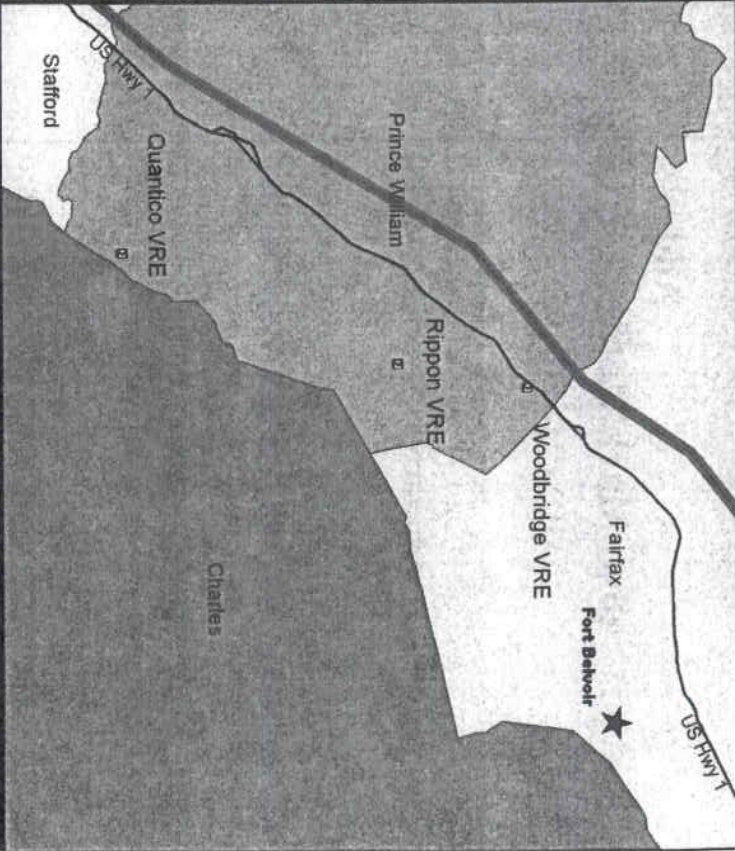 US Hwy 1
Fairfax
Fort Belvoir
Woodbridge VRE
Prince William
Rippon VRE
Charles
Quantico VRE
US Hwy 1
Stafford